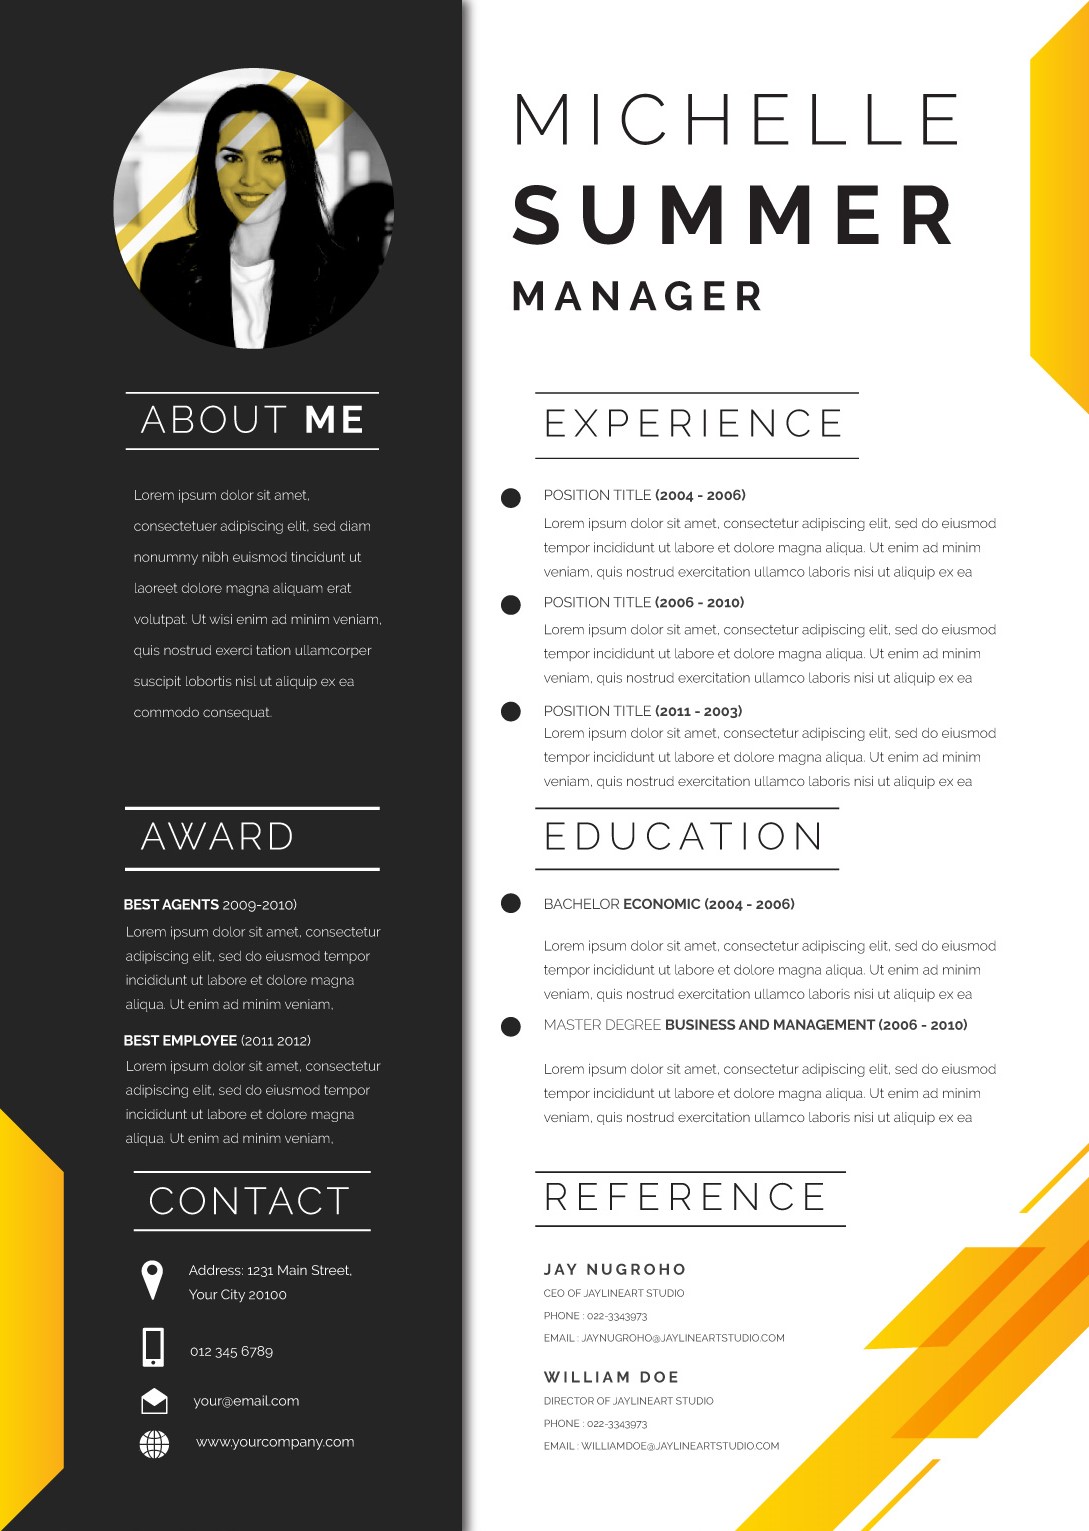 MICHELLE
SUMMER
MANAGER
ABOUT ME
Lorem ipsum dolor sit amet,
consectetuer adipiscing elit, sed diam
nonummy nibh euismod tincidunt ut
laoreet dolore magna aliquam erat
volutpat. Ut wisi enim ad minim veniam,
quis nostrud exerci tation ullamcorper
suscipit lobortis nisl ut aliquip ex ea
commodo consequat.
AWARD
BEST AGENTS 2009-2010)
Lorem ipsum dolor sit amet, consectetur
adipiscing elit, sed do eiusmod tempor
incididunt ut labore et dolore magna
aliqua. Ut enim ad minim veniam,
BEST EMPLOYEE (2011 2012)
Lorem ipsum dolor sit amet, consectetur
adipiscing elit, sed do eiusmod tempor
incididunt ut labore et dolore magna
aliqua. Ut enim ad minim veniam,
CONTACT
Address: 1231 Main Street,
Your City 20100
012 345 6789
your@email.com
www.yourcompany.com
EXPERIENCE
POSITION TITLE (2004 - 2006)
Lorem ipsum dolor sit amet, consectetur adipiscing elit, sed do eiusmod
tempor incididunt ut labore et dolore magna aliqua. Ut enim ad minim
veniam, quis nostrud exercitation ullamco laboris nisi ut aliquip ex ea
POSITION TITLE (2006 - 2010)
Lorem ipsum dolor sit amet, consectetur adipiscing elit, sed do eiusmod
tempor incididunt ut labore et dolore magna aliqua. Ut enim ad minim
veniam, quis nostrud exercitation ullamco laboris nisi ut aliquip ex ea
POSITION TITLE (2011 - 2003)
Lorem ipsum dolor sit amet, consectetur adipiscing elit, sed do eiusmod
tempor incididunt ut labore et dolore magna aliqua. Ut enim ad minim
veniam, quis nostrud exercitation ullamco laboris nisi ut aliquip ex ea
EDUCATION
BACHELOR ECONOMIC (2004 - 2006)
Lorem ipsum dolor sit amet, consectetur adipiscing elit, sed do eiusmod
tempor incididunt ut labore et dolore magna aliqua. Ut enim ad minim
veniam, quis nostrud exercitation ullamco laboris nisi ut aliquip ex ea
MASTER DEGREE BUSINESS AND MANAGEMENT (2006 - 2010)
Lorem ipsum dolor sit amet, consectetur adipiscing elit, sed do eiusmod
tempor incididunt ut labore et dolore magna aliqua. Ut enim ad minim
veniam, quis nostrud exercitation ullamco laboris nisi ut aliquip ex ea
REFERENCE
JAY NUGROHO
CEO OF JAYLINEART STUDIO
PHONE : 022-3343973
EMAIL : JAYNUGROHO@JAYLINEARTSTUDIO.COM
WILLIAM DOE
DIRECTOR OF JAYLINEART STUDIO
PHONE : 022-3343973
EMAIL : WILLIAMDOE@JAYLINEARTSTUDIO.COM